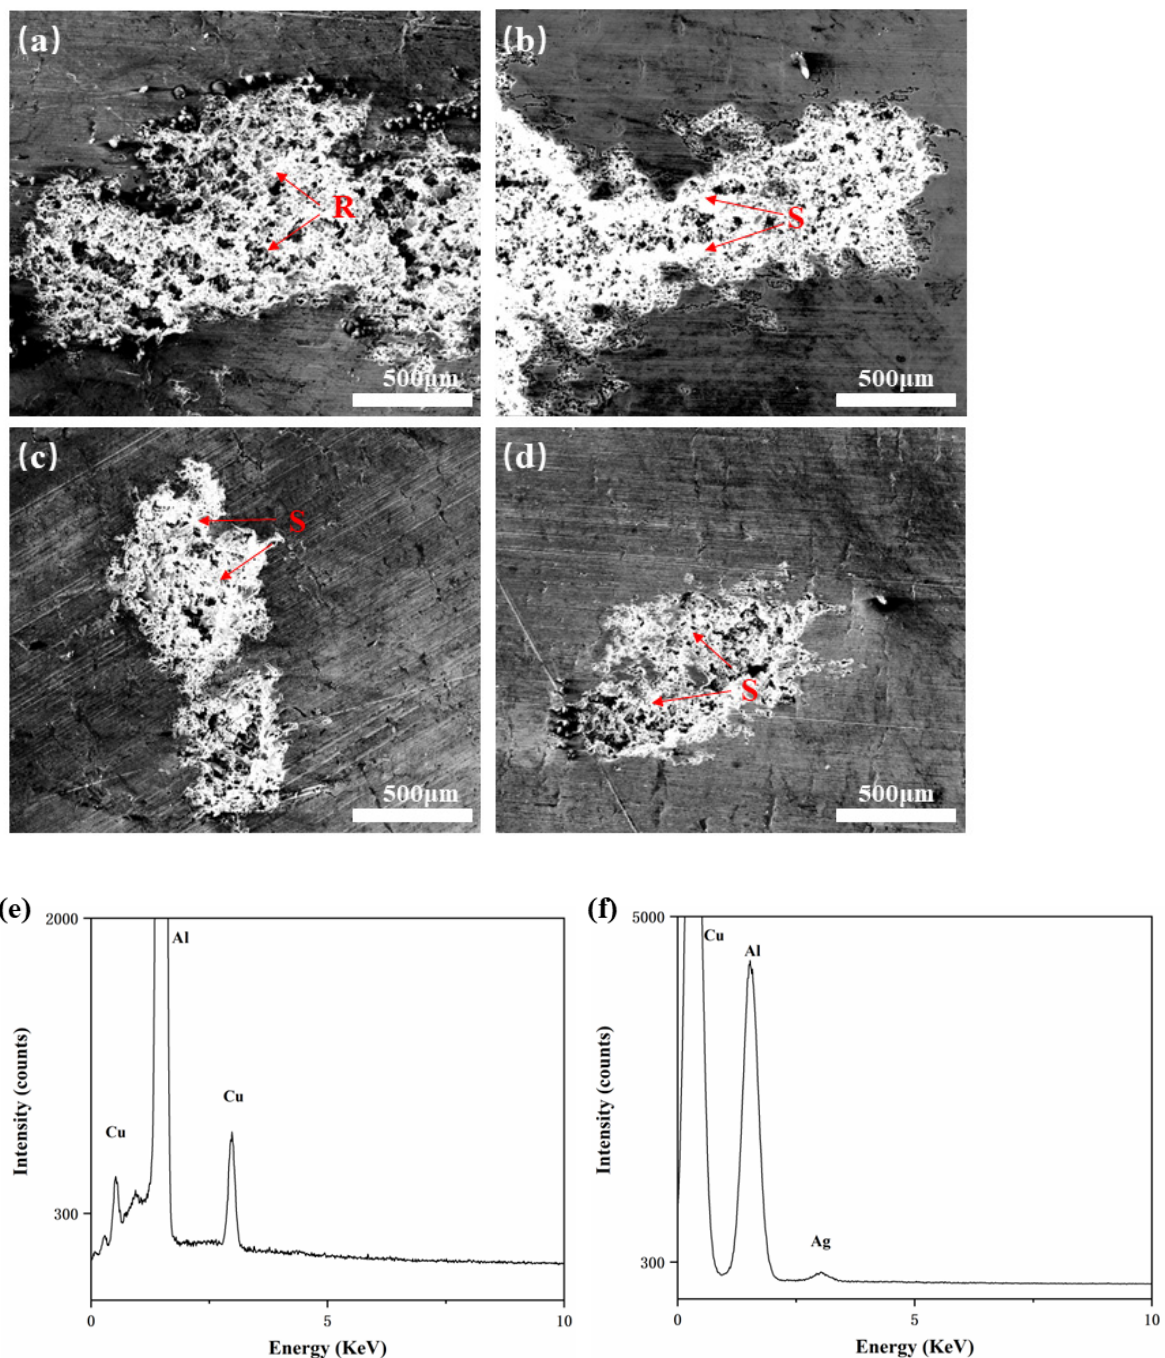 (a)
R
500μm
(b)
S
500μm
(c)
S
500μm
(d)
S
500μm
(e)
2000
300
Intensity (counts)
Cu
Al
Cu
0
5
10
Energy (KeV)
(f)
5000
300
Intensity (counts)
Cu
Al
Ag
0
5
10
Energy (KeV)